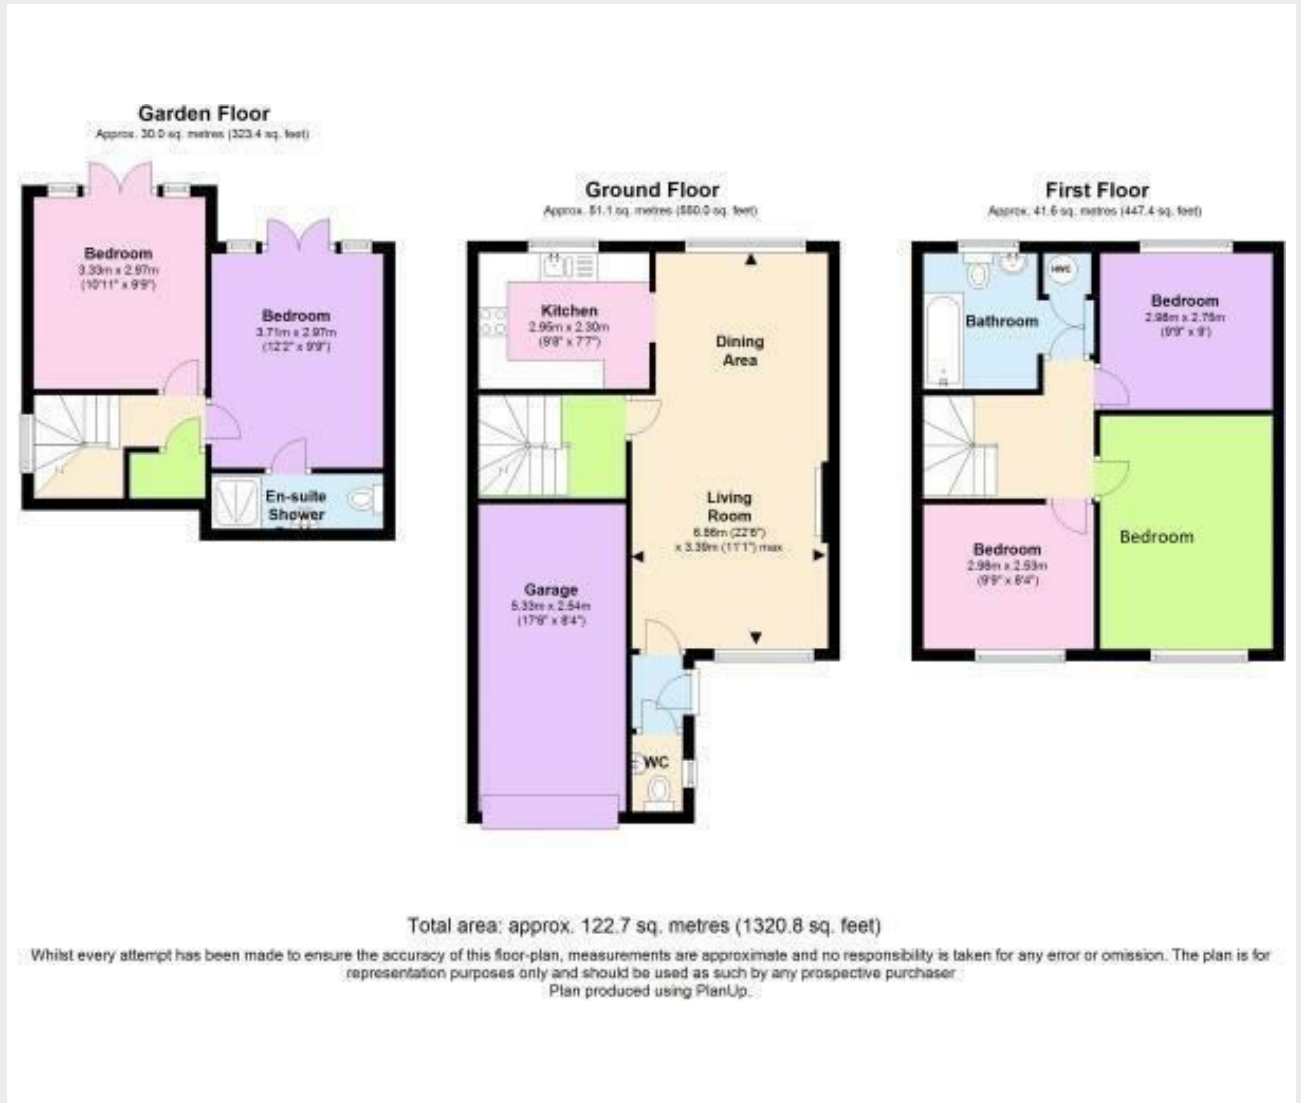 Garden Floor
Approx. 30.0 sq. metres (323.4 sq. feet)
Bedroom
3.33m x 2.97m
(10'11" x 9'9")
Bedroom
3.71m x 2.97m
(12'2" x 9'9")
En-suite
Shower
Ground Floor
Approx. 51.1 sq. metres (550.0 sq. feet)
Kitchen
2.95m x 2.30m
(9'8" x 7'7")
Dining
Area
Living
Room
6.86m (22'6")
x 3.39m (11'1") max
Garage
5.33m x 2.54m
(17'6" x 8'4")
WC
First Floor
Approx. 41.6 sq. metres (447.4 sq. feet)
HWC
Bathroom
Bedroom
2.98m x 2.75m
(9'9" x 9')
Bedroom
Bedroom
2.98m x 2.53m
(9'9" x 8'4")
Total area: approx. 122.7 sq. metres (1320.8 sq. feet)
Whilst every attempt has been made to ensure the accuracy of this floor-plan, measurements are approximate and no responsibility is taken for any error or omission. The plan is for
representation purposes only and should be used as such by any prospective purchaser
Plan produced using PlanUp.